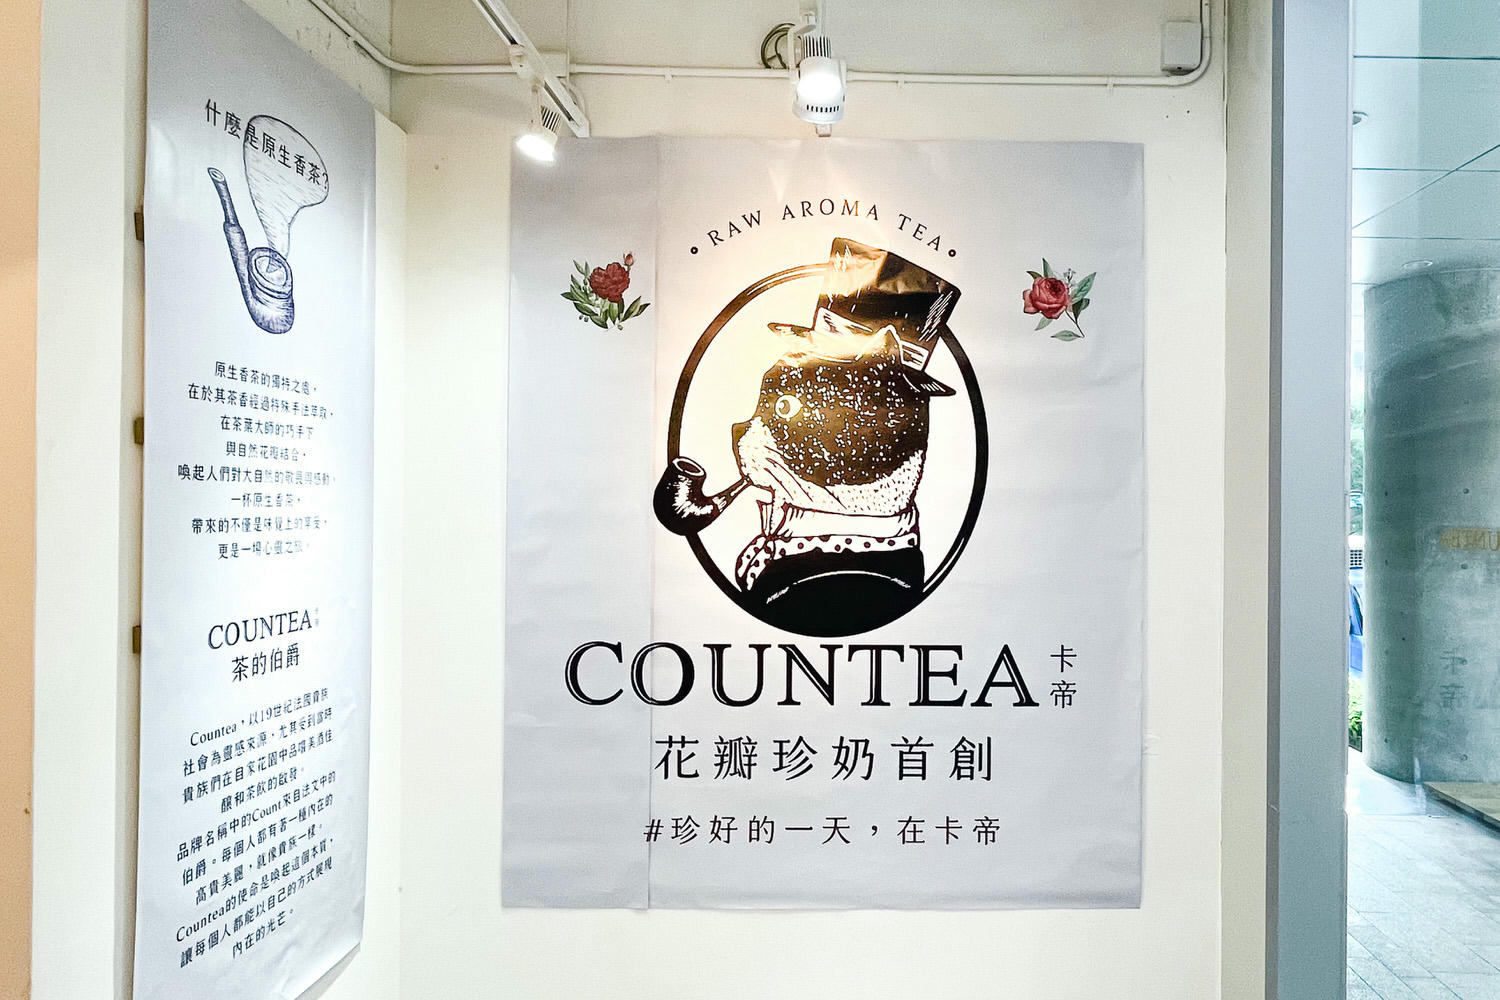 什麼是原生香茶?
原生香茶的獨特之處，
在於其茶香經過特殊手法萃取，
在茶葉大師的巧手下
與自然花瓣結合，
喚起人們對大自然的敬畏與感動，
一杯原生香茶，
帶來的不僅是味覺上的享受，
更是一場心靈之旅。
COUNTEA 卡帝
茶的伯爵
Countea，以19世紀法國貴族
社會為靈感來源，尤其受到當時
貴族們在自家花園中品嚐美酒佳
釀和茶飲的啟發。
品牌名稱中的Count來自法文中的
伯爵。每個人都有著一種內在的
高貴美麗，就像貴族一樣。
Countea的使命是喚起這個本質，
讓每個人都能以自己的方式展現
內在的光芒。
RAW AROMA TEA
COUNTEA 卡帝
花瓣珍奶首創
#珍好的一天，在卡帝